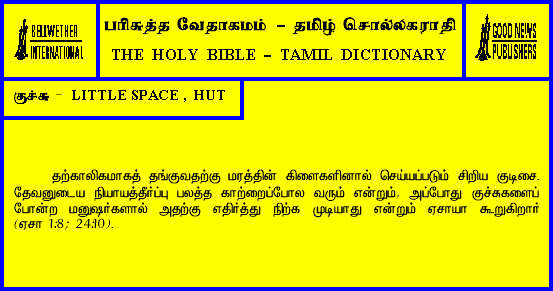 BELLWETHER
INTERNATIONAL
பரிசுத்த வேதாகமம் - தமிழ் சொல்லகராதி
THE HOLY BIBLE - TAMIL DICTIONARY
GOOD NEWS
PUBLISHERS
குச்சு - LITTLE SPACE , HUT
தற்காலிகமாகத் தங்குவதற்கு மரத்தின் கிளைகளினால் செய்யப்படும் சிறிய குடிசை.
தேவனுடைய நியாயத்தீர்ப்பு பலத்த காற்றைப்போல வரும் என்றும், அப்போது குச்சுகளைப்
போன்ற மனுஷர்களால் அதற்கு எதிர்த்து நிற்க முடியாது என்றும் ஏசாயா கூறுகிறார்
(ஏசா 1:8; 24:10).